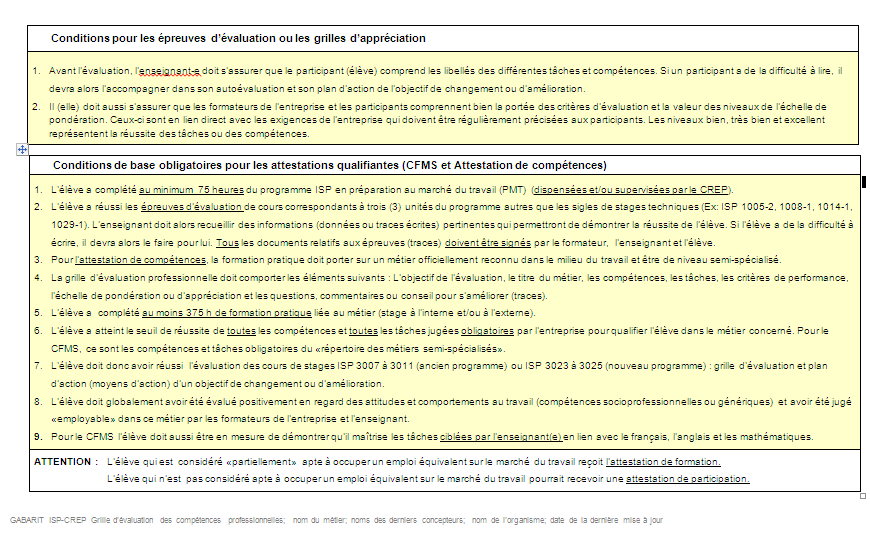 Conditions pour les épreuves d'évaluation ou les grilles d'appréciation
1. Avant l'évaluation, l'enseignant-e doit s'assurer que le participant (élève) comprend les libellés des différentes tâches et compétences. Si un participant a de la difficulté à lire, il
devra alors l'accompagner dans son autoévaluation et son plan d'action de l'objectif de changement ou d'amélioration.
2. Il (elle) doit aussi s'assurer que les formateurs de l'entreprise et les participants comprennent bien la portée des critères d'évaluation et la valeur des niveaux de l'échelle de
pondération. Ceux-ci sont en lien direct avec les exigences de l'entreprise qui doivent être régulièrement précisées aux participants. Les niveaux bien, très bien et excellent
représentent la réussite des tâches ou des compétences.
Conditions de base obligatoires pour les attestations qualifiantes (CFMS et Attestation de compétences)
1. L'élève a complété au minimum 75 heures du programme ISP en préparation au marché du travail (PMT) (dispensées et/ou supervisées par le CREP).
2. L'élève a réussi les épreuves d'évaluation de cours correspondants à trois (3) unités du programme autres que les sigles de stages techniques (Ex: ISP 1005-2, 1008-1, 1014-1,
1029-1). L'enseignant doit alors recueillir des informations (données ou traces écrites) pertinentes qui permettront de démontrer la réussite de l'élève. Si l'élève a de la difficulté à
écrire, il devra alors le faire pour lui. Tous les documents relatifs aux épreuves (traces) doivent être signés par le formateur, l'enseignant et l'élève.
3. Pour l'attestation de compétences, la formation pratique doit porter sur un métier officiellement reconnu dans le milieu du travail et être de niveau semi-spécialisé.
4. La grille d'évaluation professionnelle doit comporter les éléments suivants : L'objectif de l'évaluation, le titre du métier, les compétences, les tâches, les critères de performance,
l'échelle de pondération ou d'appréciation et les questions, commentaires ou conseil pour s'améliorer (traces).
5. L'élève a complété au moins 375 h de formation pratique liée au métier (stage à l'interne et/ou à l'externe).
6. L'élève a atteint le seuil de réussite de toutes les compétences et toutes les tâches jugées obligatoires par l'entreprise pour qualifier l'élève dans le métier concerné. Pour le
CFMS, ce sont les compétences et tâches obligatoires du «répertoire des métiers semi-spécialisés».
7. L'élève doit donc avoir réussi l'évaluation des cours de stages ISP 3007 à 3011 (ancien programme) ou ISP 3023 à 3025 (nouveau programme) : grille d'évaluation et plan
d'action (moyens d'action) d'un objectif de changement ou d'amélioration.
8. L'élève doit globalement avoir été évalué positivement en regard des attitudes et comportements au travail (compétences socioprofessionnelles ou génériques) et avoir été jugé
«employable» dans ce métier par les formateurs de l'entreprise et l'enseignant.
9. Pour le CFMS l'élève doit aussi être en mesure de démontrer qu'il maîtrise les tâches ciblées par l'enseignant(e) en lien avec le français, l'anglais et les mathématiques.
ATTENTION : L'élève qui est considéré «partiellement» apte à occuper un emploi équivalent sur le marché du travail reçoit l'attestation de formation.
L'élève qui n'est pas considéré apte à occuper un emploi équivalent sur le marché du travail pourrait recevoir une attestation de participation.
GABARIT ISP-CREP Grille d'évaluation des compétences professionnelles; nom du métier; noms des derniers concepteurs; nom de l'organisme; date de la dernière mise à jour